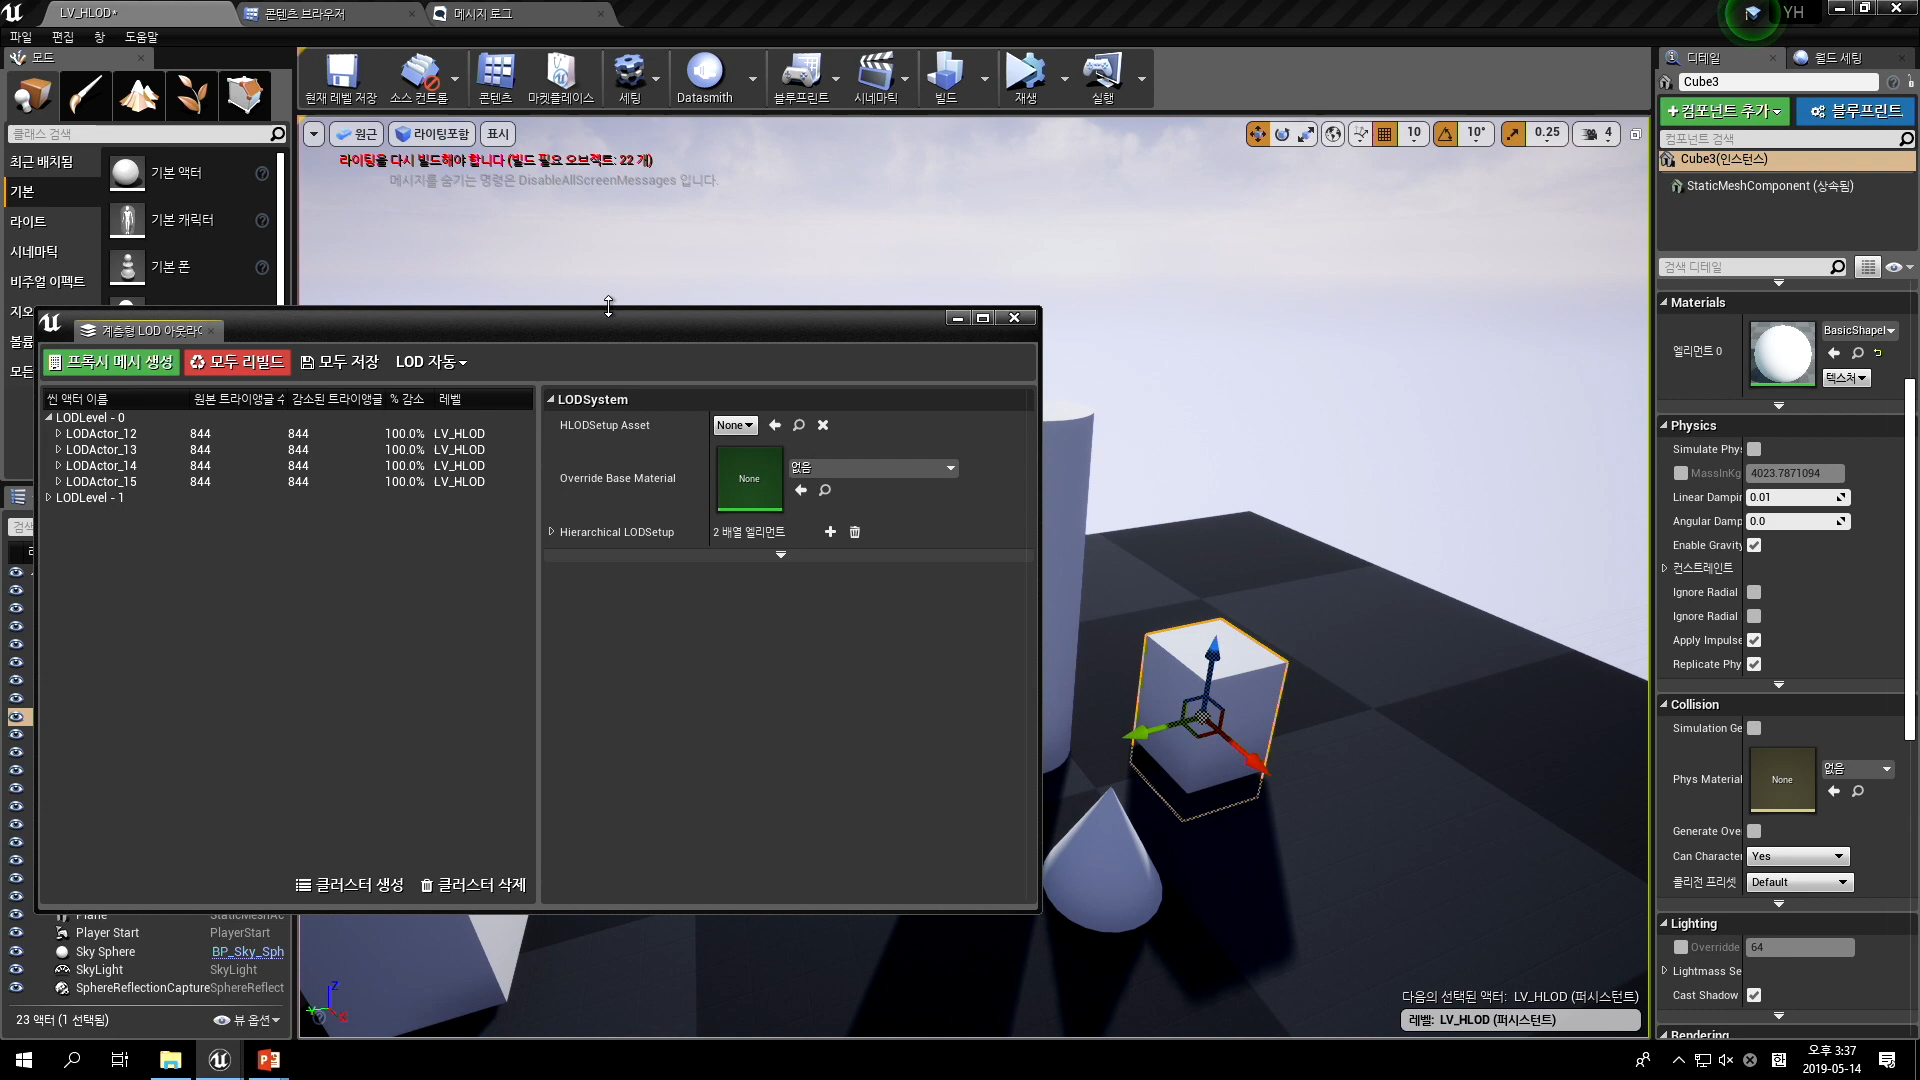 LV_HLOD*
콘텐츠 브라우저
메시지 로그
YH
파일 편집 창 도움말
모드
현재 레벨 저장
소스 컨트롤
콘텐츠
마켓플레이스
세팅
Datasmith
블루프린트
시네마틱
빌드
재생
실행
디테일
월드 세팅
Cube3
+컴포넌트 추가
블루프린트
클래스 검색
원근
라이팅포함
표시
10
10°
0.25
4
컴포넌트 검색
라이팅을 다시 빌드해야 합니다 (빌드 필요 오브젝트: 22 개)
메시지를 숨기는 명령은 DisableAllScreenMessages 입니다.
Cube3(인스턴스)
StaticMeshComponent (상속됨)
최근 배치됨
기본
라이트
시네마틱
비주얼 이펙트
지오
볼륨
모든
기본 액터
기본 캐릭터
기본 폰
검색 디테일
계층형 LOD 아웃라이
프록시 메시 생성
모두 리빌드
모두 저장
LOD 자동
씬 액터 이름 원본 트라이앵글 수 감소된 트라이앵글 % 감소 레벨
LODLevel - 0
LODActor_12 844 844 100.0% LV_HLOD
LODActor_13 844 844 100.0% LV_HLOD
LODActor_14 844 844 100.0% LV_HLOD
LODActor_15 844 844 100.0% LV_HLOD
LODLevel - 1
LODSystem
HLODSetup Asset None
Override Base Material None 없음
Hierarchical LODSetup 2 배열 엘리먼트
클러스터 생성
클러스터 삭제
Materials
엘리먼트 0
BasicShapel
텍스처
Physics
Simulate Phys
MassInKg 4023.7871094
Linear Dampin 0.01
Angular Damp 0.0
Enable Gravity
컨스트레인트
Ignore Radial
Ignore Radial
Apply Impulse
Replicate Phy
Collision
Simulation Ge
Phys Material None 없음
Generate Ove
Can Character Yes
콜리전 프리셋 Default
Lighting
Overridde 64
Lightmass Se
Cast Shadow
Rendering
검색
Plane StaticMeshAc
Player Start PlayerStart
Sky Sphere BP_Sky_Sph
SkyLight SkyLight
SphereReflectionCapture SphereReflect
23 액터 (1 선택됨)
뷰 옵션
Z
다음의 선택된 액터: LV_HLOD (퍼시스턴트)
레벨: LV_HLOD (퍼시스턴트)
한
오후 3:37
2019-05-14